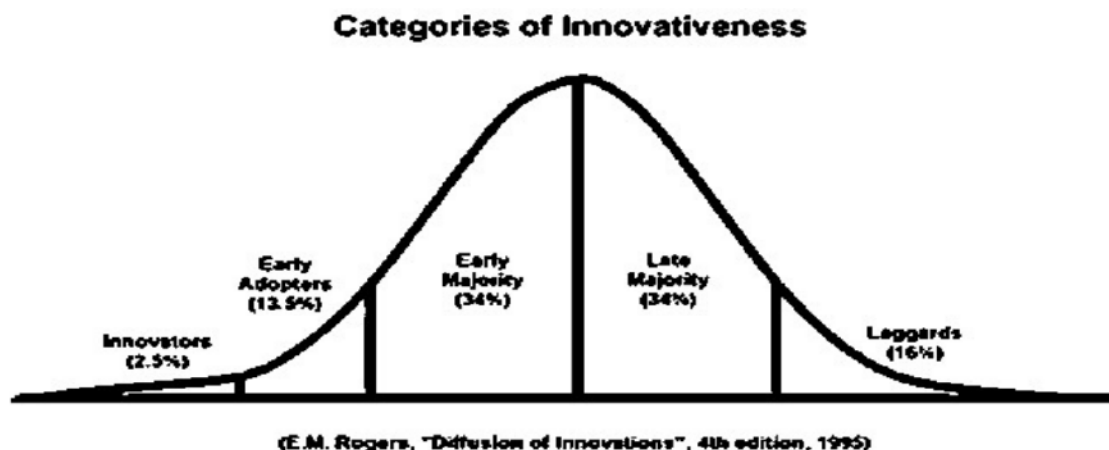 Categories of Innovativeness
Early
Adopters
(13.5%)
Early
Majority
(34%)
Late
Majority
(34%)
Innovators
(2.5%)
Laggards
(16%)
(E.M. Rogers, "Diffusion of Innovations", 4th edition, 1995)